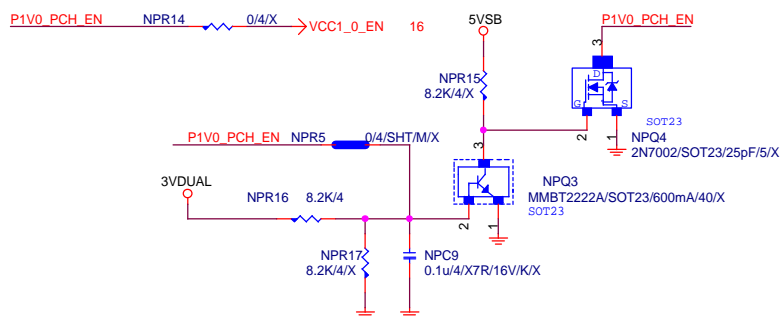 P1V0_PCH_EN NPR14 0/4/X VCC1_0_EN 16
5VSB
P1V0_PCH_EN
3
D
G
S
2
1
SOT23
NPQ4
2N7002/SOT23/25pF/5/X
NPR15
8.2K/4/X
P1V0_PCH_EN NPR5 0/4/SHT/M/X
3
NPQ3
MMBT2222A/SOT23/600mA/40/X
SOT23
2
1
3VDUAL
NPR16 8.2K/4
NPR17
8.2K/4/X
NPC9
0.1u/4/X7R/16V/K/X